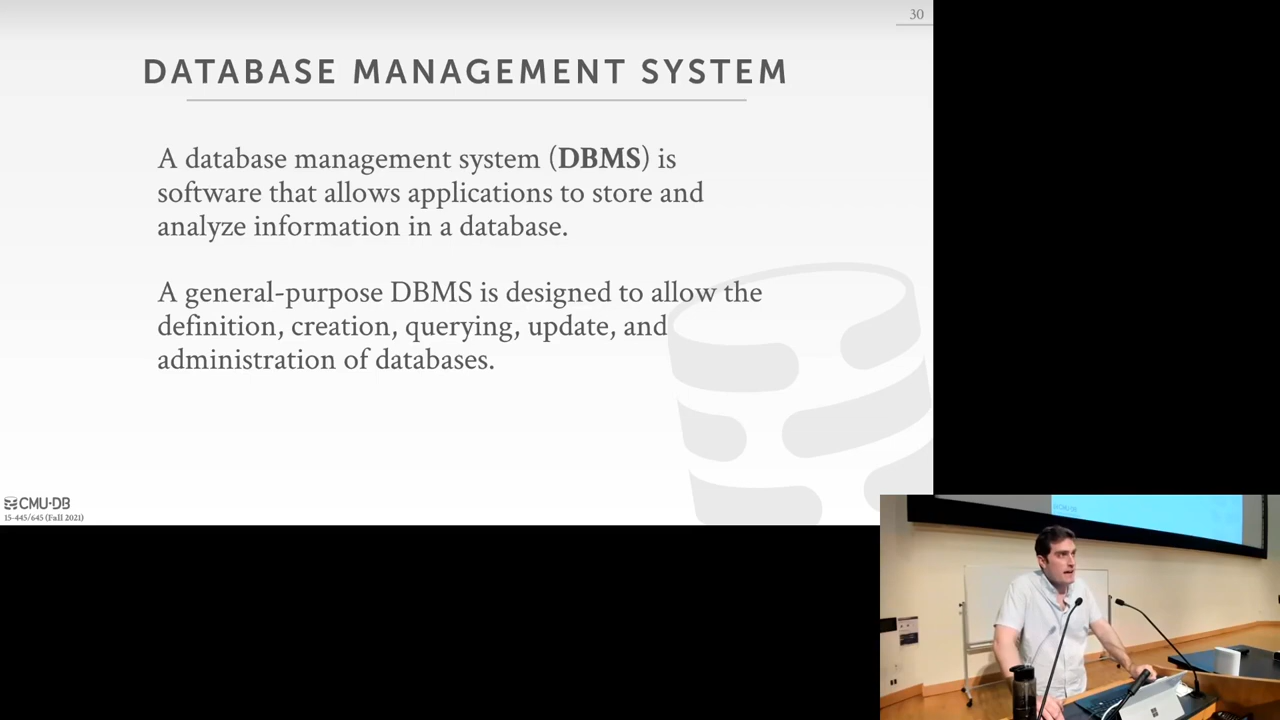 30
DATABASE MANAGEMENT SYSTEM
A database management system (DBMS) is
software that allows applications to store and
analyze information in a database.
A general-purpose DBMS is designed to allow the
definition, creation, querying, update, and
administration of databases.
CMU·DB
15-445/645 (Fall 2021)